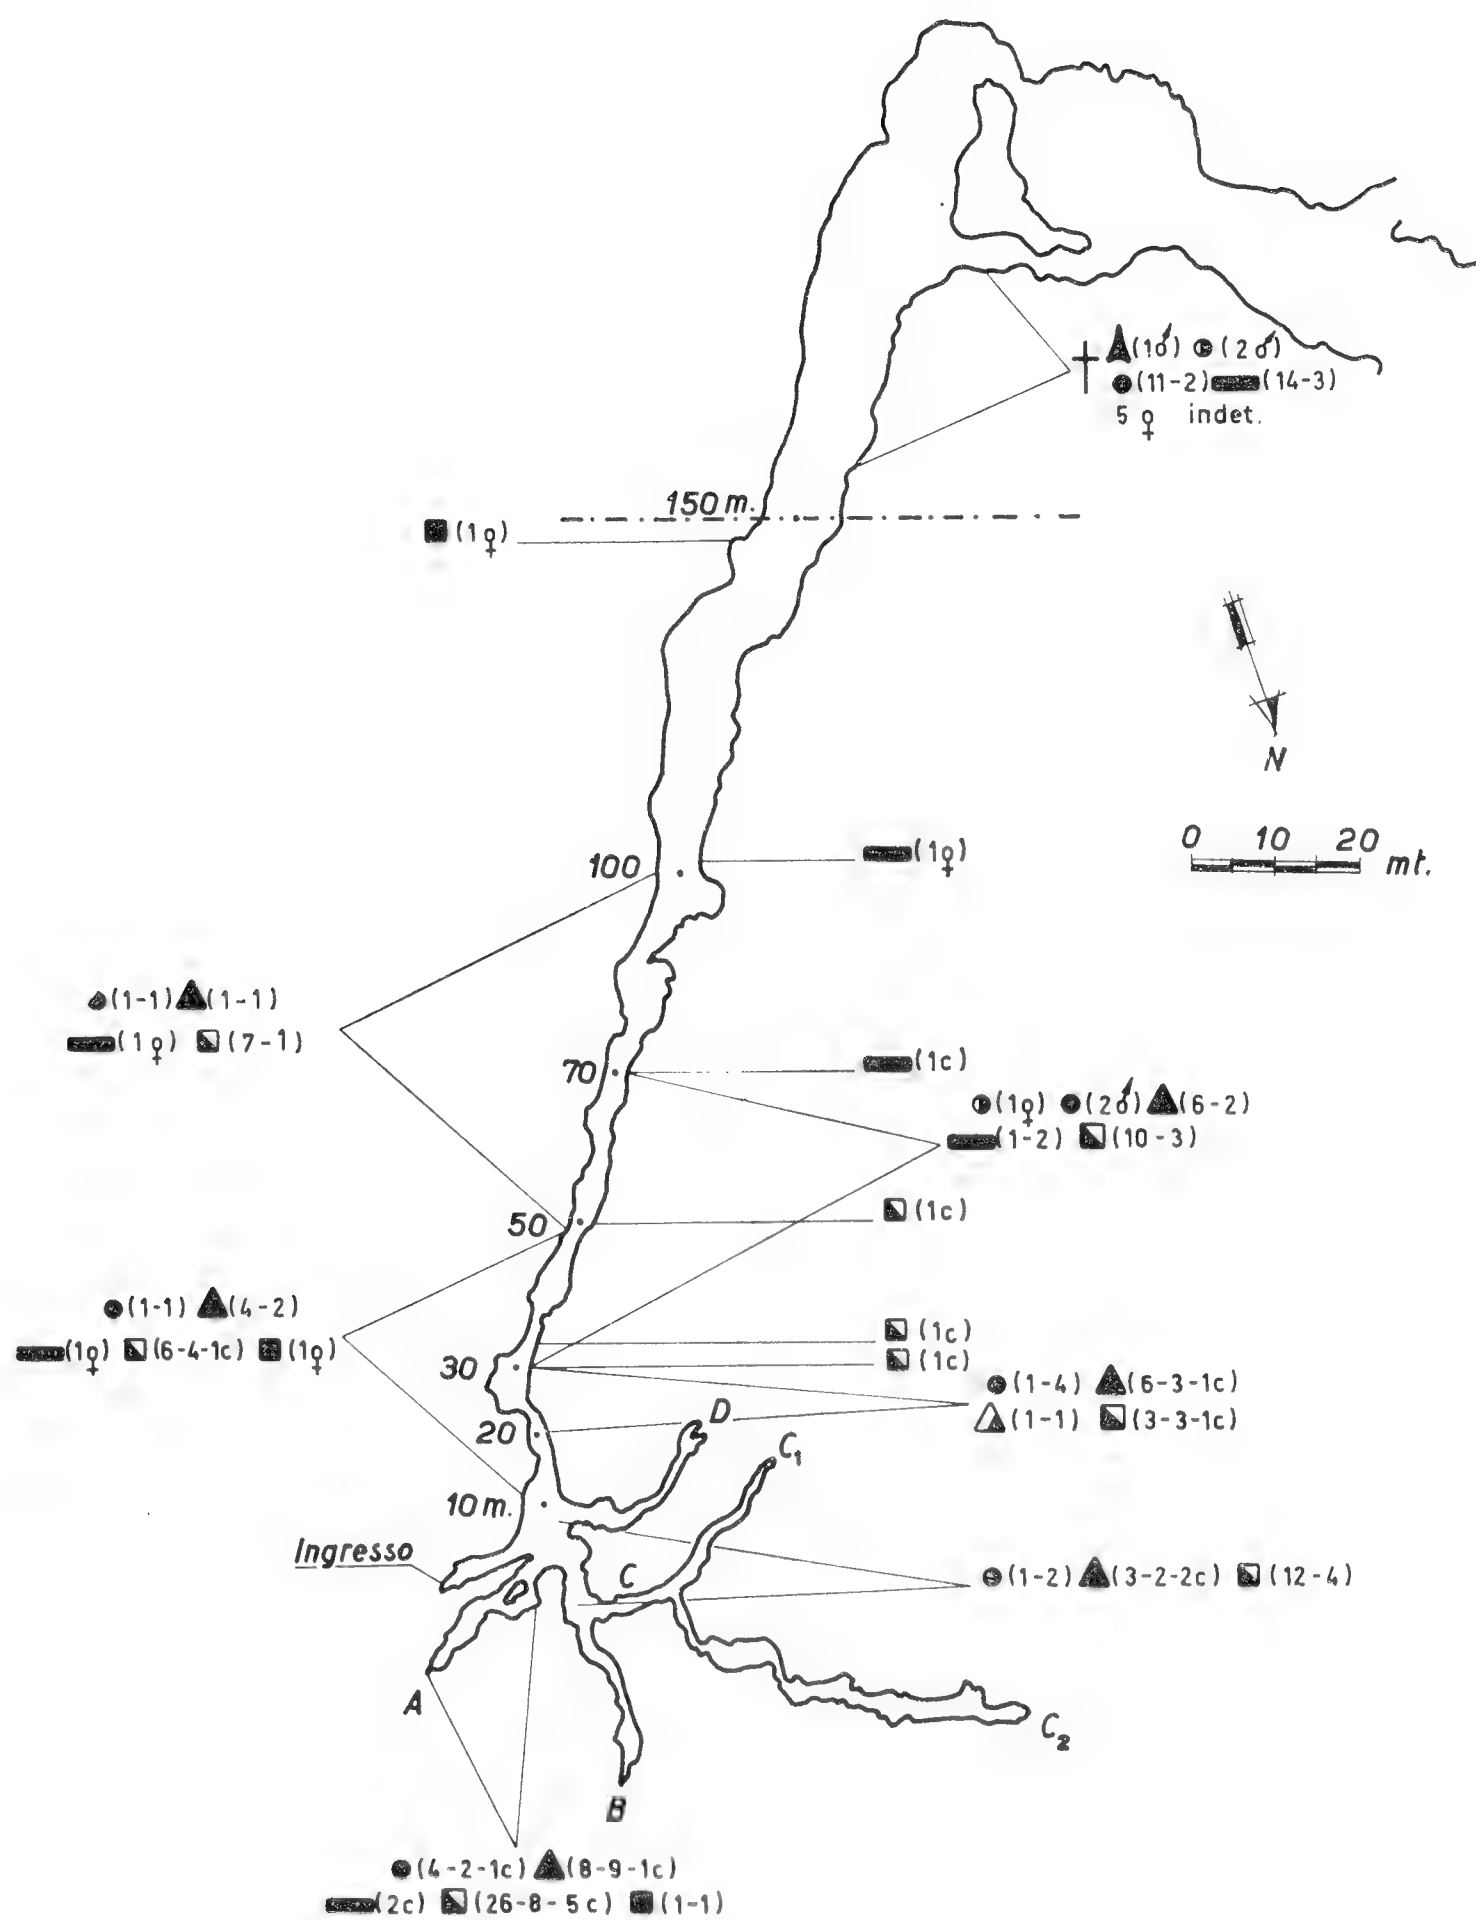 (1♂) (2♂)
(11-2) (14-3)
5 ♀ indet.
150 m.
(1♀)
N
0 10 20 mt.
100
(1♀)
(1-1) (1-1)
(1♀) (7-1)
70
(1c)
(1♀) (2♂) (6-2)
(1-2) (10-3)
50
(1c)
(1-1) (4-2)
(1♀) (6-4-1c) (1♀)
(1c)
30
(1c)
(1-4) (6-3-1c)
(1-1) (3-3-1c)
20
D
C1
10 m.
Ingresso
C
(1-2) (3-2-2c) (12-4)
A
C2
B
(4-2-1c) (8-9-1c)
(2c) (26-8-5c) (1-1)